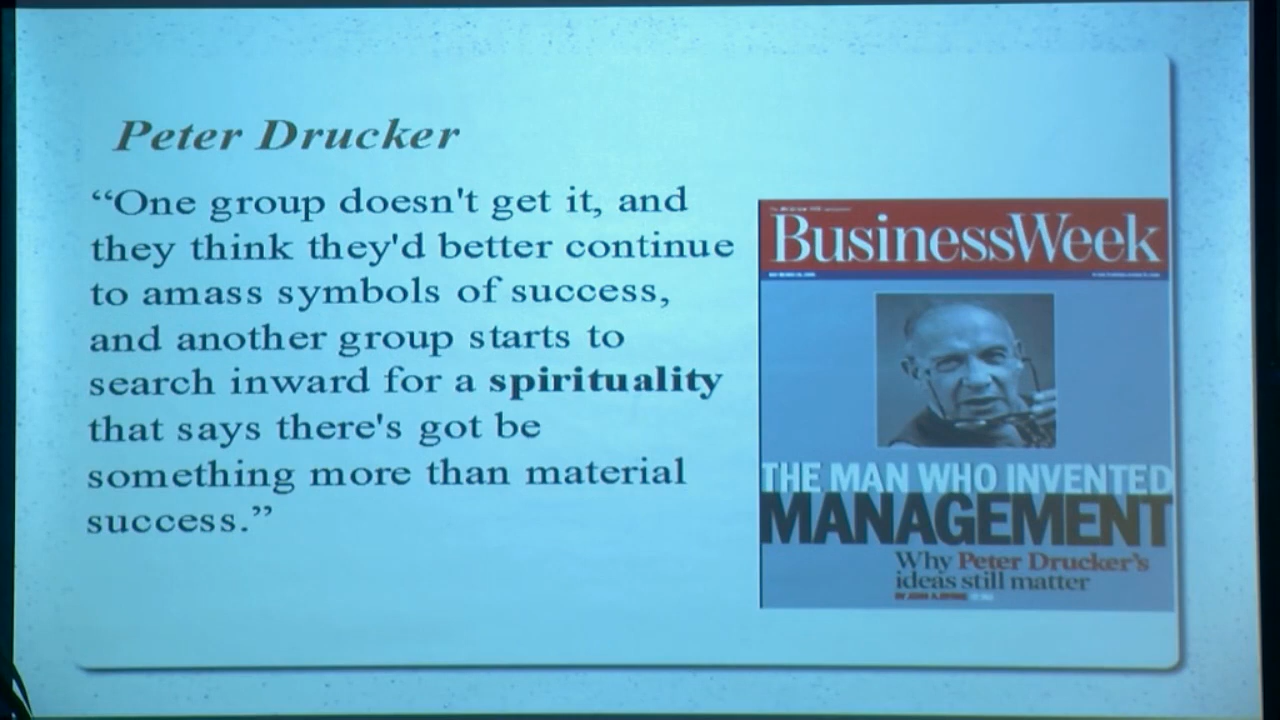 Peter Drucker
“One group doesn't get it, and
they think they'd better continue
to amass symbols of success,
and another group starts to
search inward for a spirituality
that says there's got be
something more than material
success.”
BusinessWeek
THE MAN WHO INVENTED
MANAGEMENT
Why Peter Drucker's
ideas still matter